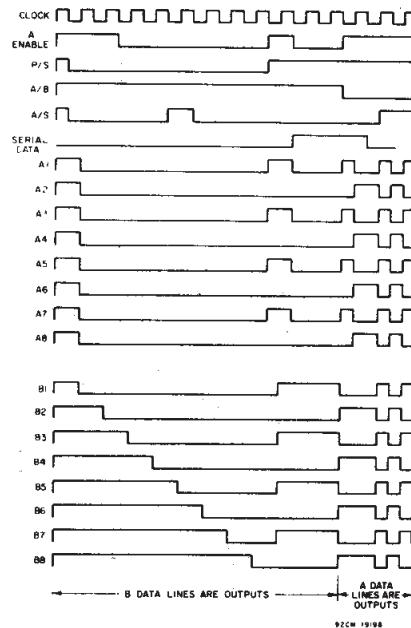 CLOCK
A
ENABLE
P/S
A/B
A/S
SERIAL
DATA
A1
A2
A3
A4
A5
A6
A7
A8
B1
B2
B3
B4
B5
B6
B7
B8
B DATA LINES ARE OUTPUTS
A DATA
LINES ARE
OUTPUTS
92CM-19198